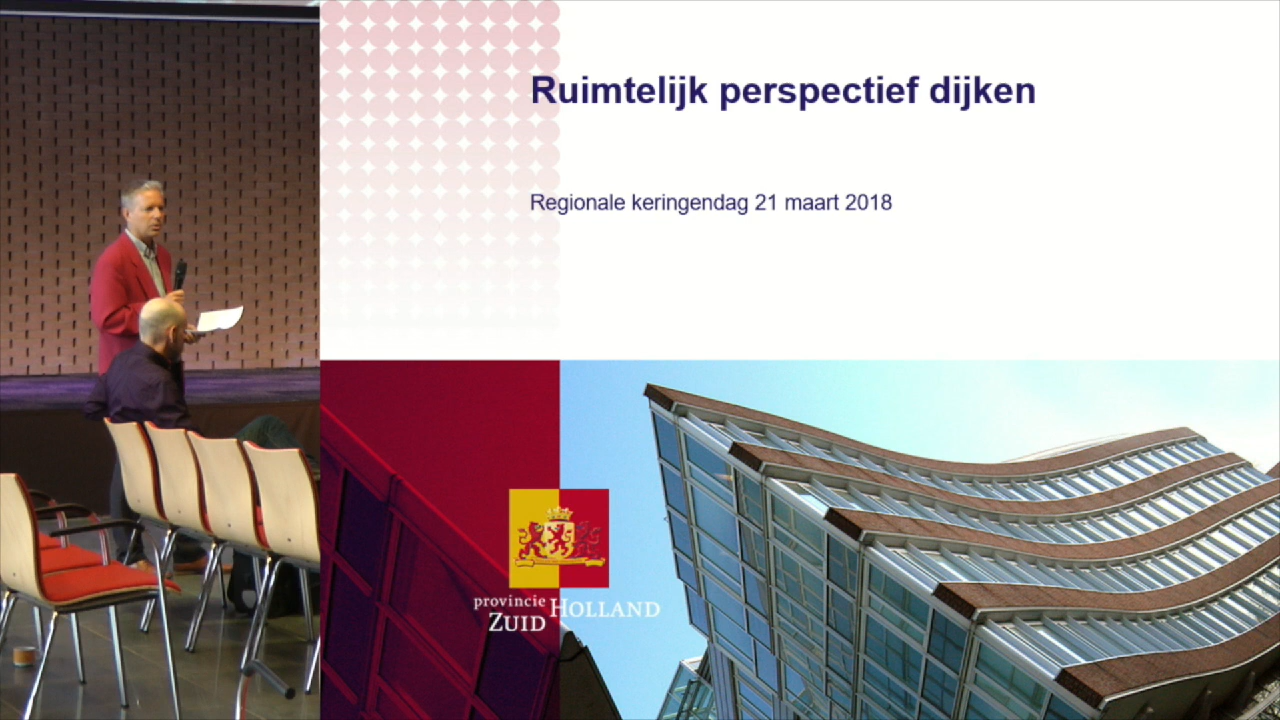 Ruimtelijk perspectief dijken
Regionale keringendag 21 maart 2018
provincie HOLLAND
ZUID